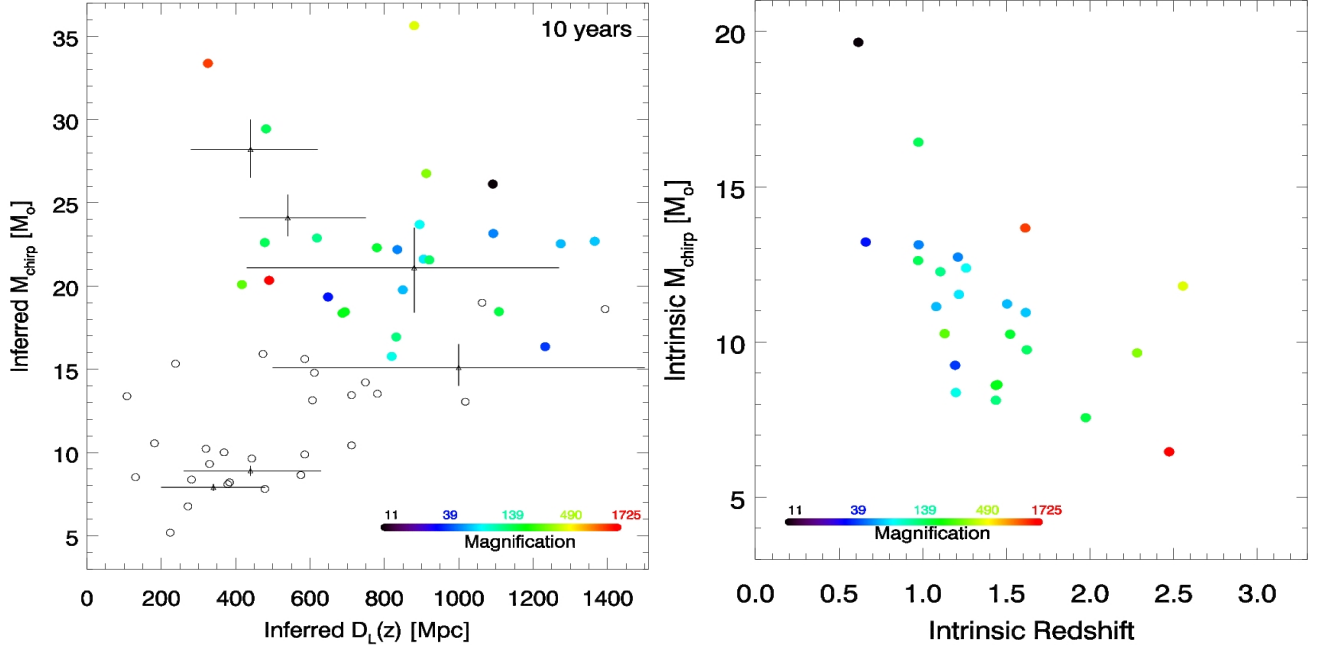 10 years
35
30
25
20
15
10
5
Inferred M_chirp [M_o]
11 39 139 490 1725
Magnification
0 200 400 600 800 1000 1200 1400
Inferred D_L(z) [Mpc]
20
15
10
5
Intrinsic M_chirp [M_o]
11 39 139 490 1725
Magnification
0.0 0.5 1.0 1.5 2.0 2.5 3.0
Intrinsic Redshift